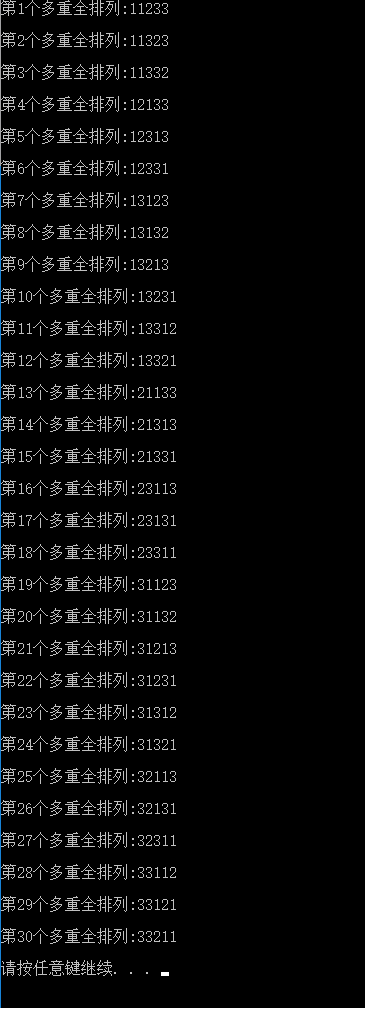 第1个多重全排列:11233
第2个多重全排列:11323
第3个多重全排列:11332
第4个多重全排列:12133
第5个多重全排列:12313
第6个多重全排列:12331
第7个多重全排列:13123
第8个多重全排列:13132
第9个多重全排列:13213
第10个多重全排列:13231
第11个多重全排列:13312
第12个多重全排列:13321
第13个多重全排列:21133
第14个多重全排列:21313
第15个多重全排列:21331
第16个多重全排列:23113
第17个多重全排列:23131
第18个多重全排列:23311
第19个多重全排列:31123
第20个多重全排列:31132
第21个多重全排列:31213
第22个多重全排列:31231
第23个多重全排列:31312
第24个多重全排列:31321
第25个多重全排列:32113
第26个多重全排列:32131
第27个多重全排列:32311
第28个多重全排列:33112
第29个多重全排列:33121
第30个多重全排列:33211
请按任意键继续. . .